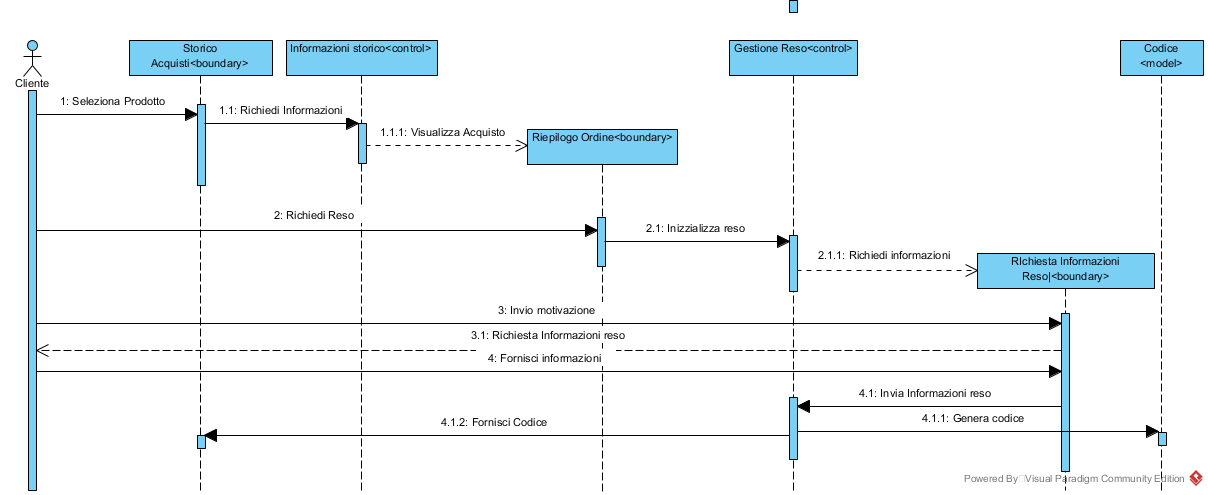 Storico
Acquisti<boundary>
Informazioni storico<control>
Gestione Reso<control>
Codice
<model>
Cliente
1: Seleziona Prodotto
1.1: Richiedi Informazioni
1.1.1: Visualizza Acquisto
Riepilogo Ordine<boundary>
2: Richiedi Reso
2.1: Inizzializza reso
2.1.1: Richiedi informazioni
RIchiesta Informazioni
Reso|<boundary>
3: Invio motivazione
3.1: Richiesta Informazioni reso
4: Fornisci informazioni
4.1: Invia Informazioni reso
4.1.1: Genera codice
4.1.2: Fornisci Codice
Powered By Visual Paradigm Community Edition